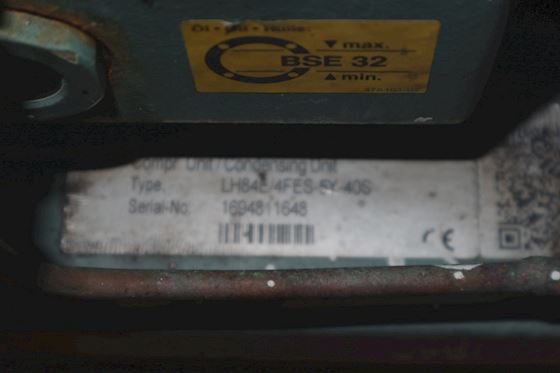 Öl • Oil • Huile:
▼ max.
BSE 32
▲ min.
Compr. Unit / Condensing Unit
Type. LH84E/4FES-5Y-40S
Serial-No: 1694811648
CE